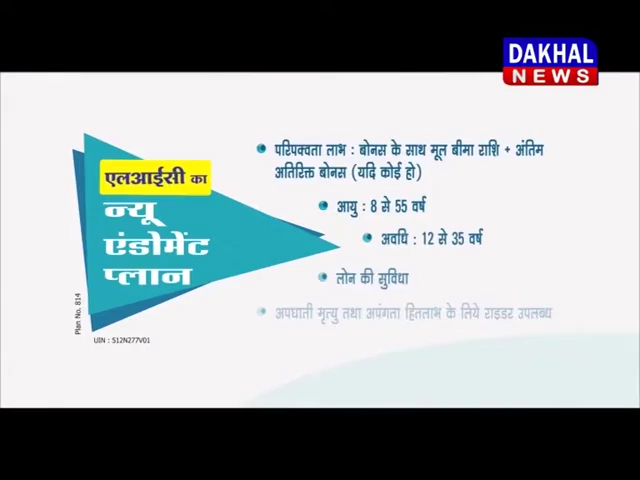 DAKHAL
NEWS
परिपक्वता लाभ : बोनस के साथ मूल बीमा राशि + अंतिम
अतिरिक्त बोनस (यदि कोई हो)
एलआईसी का
न्यू
एंडोमेंट
प्लान
आयु : 8 से 55 वर्ष
अवधि : 12 से 35 वर्ष
लोन की सुविधा
अपघाती मृत्यु तथा अपंगता हितलाभ के लिये राइडर उपलब्ध
Plan No. 814
UIN : 512N277V01